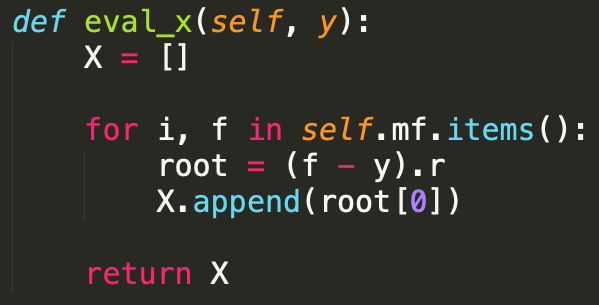 def eval_x(self, y):
    X = []

    for i, f in self.mf.items():
        root = (f - y).r
        X.append(root[0])

    return X